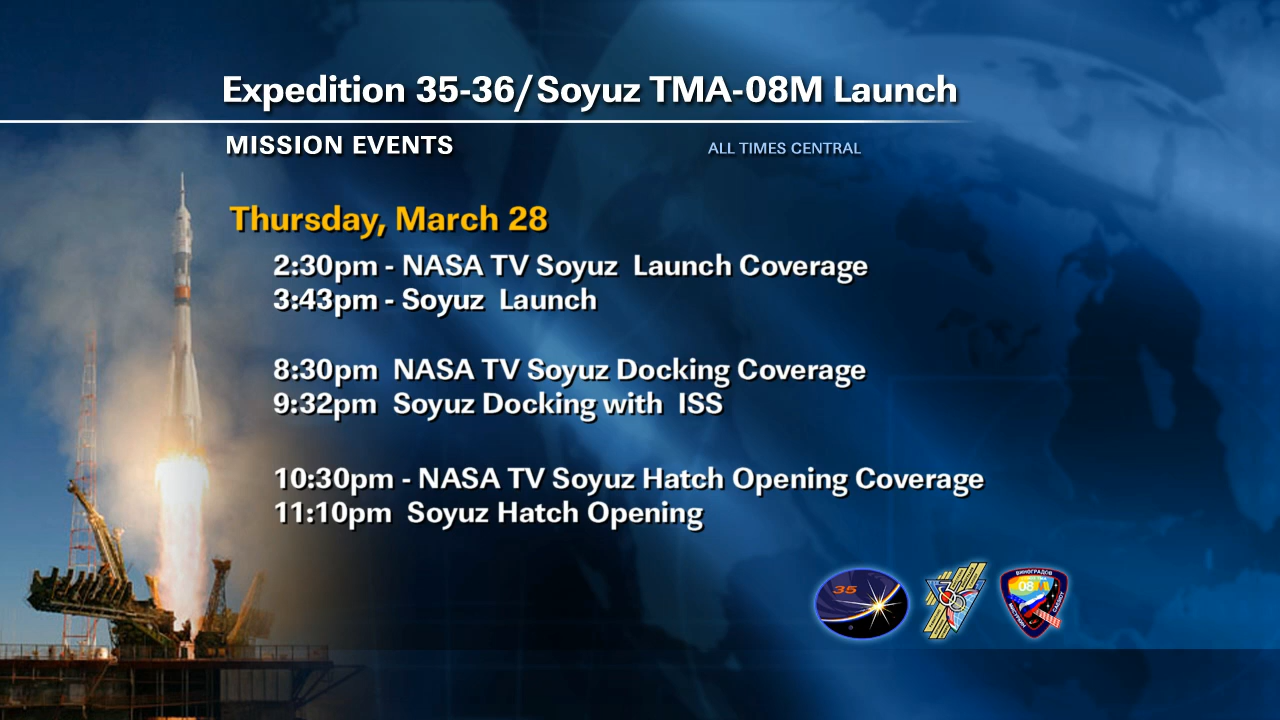 Expedition 35-36/Soyuz TMA-08M Launch
MISSION EVENTS
ALL TIMES CENTRAL
Thursday, March 28
2:30pm - NASA TV Soyuz  Launch Coverage
3:43pm - Soyuz  Launch
8:30pm  NASA TV Soyuz Docking Coverage
9:32pm  Soyuz Docking with  ISS
10:30pm - NASA TV Soyuz Hatch Opening Coverage
11:10pm  Soyuz Hatch Opening
35
36
ВИНОГРАДОВ
08